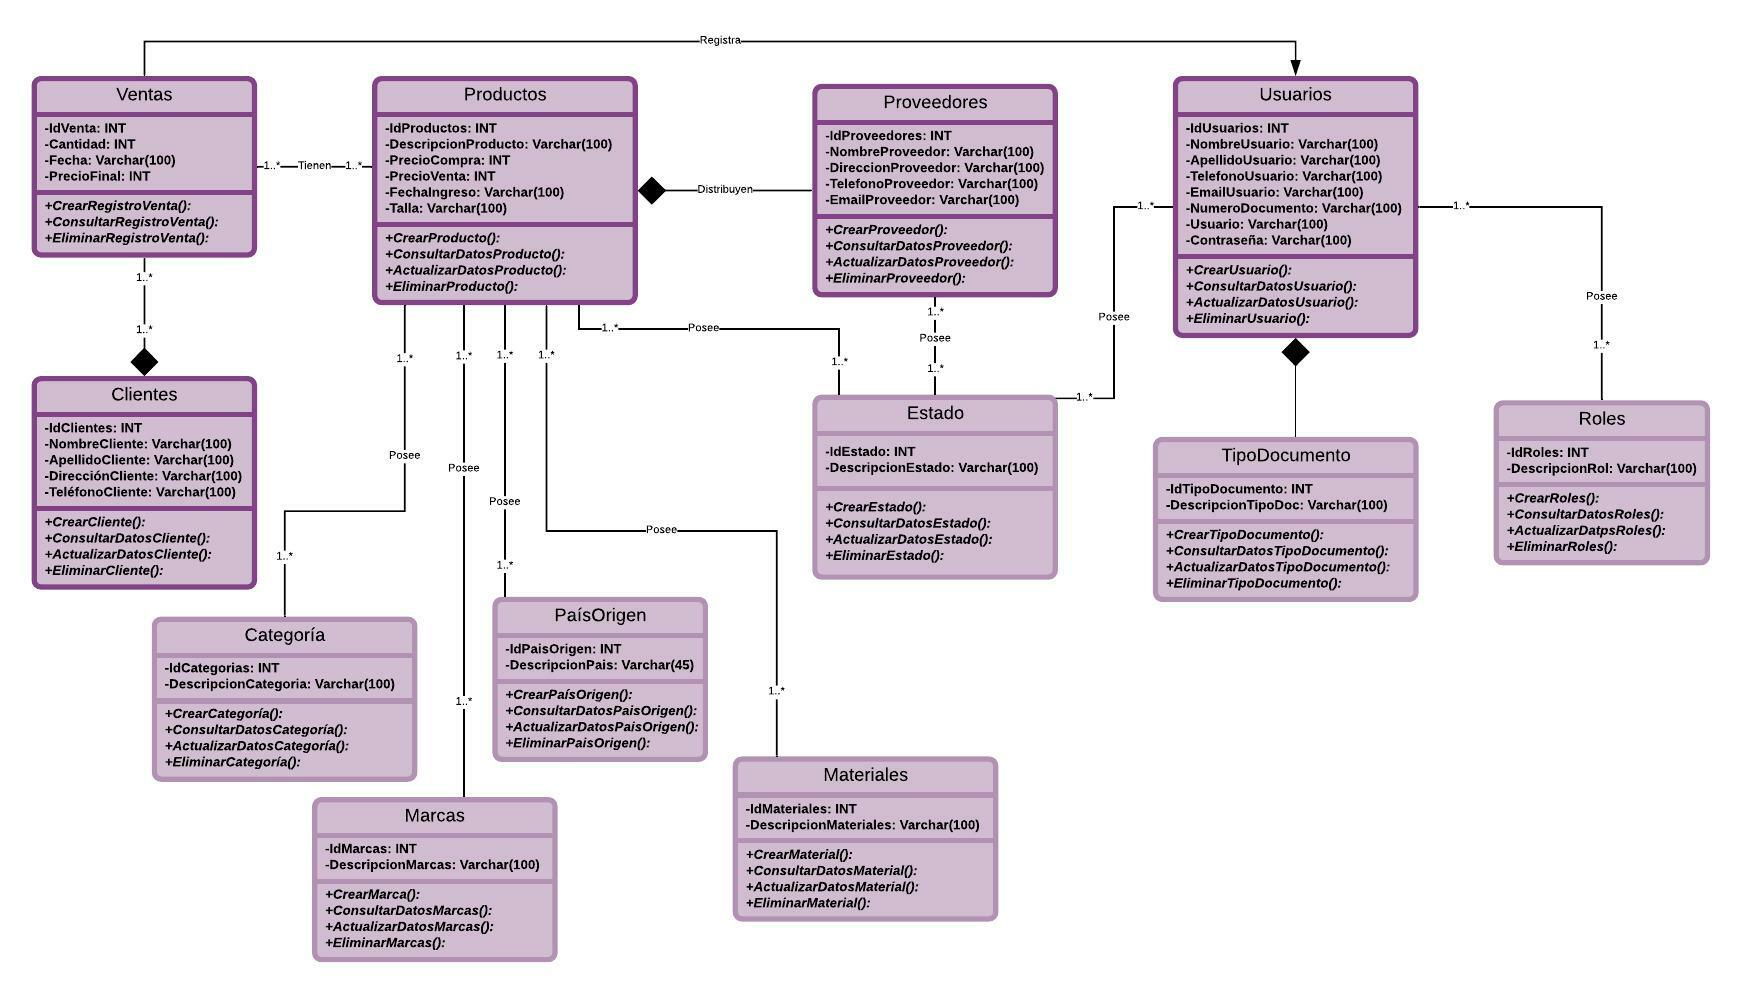 Registra
Ventas
-IdVenta: INT
-Cantidad: INT
-Fecha: Varchar(100)
-PrecioFinal: INT
+CrearRegistroVenta():
+ConsultarRegistroVenta():
+EliminarRegistroVenta():
1..*
Tienen
1..*
Productos
-IdProductos: INT
-DescripcionProducto: Varchar(100)
-PrecioCompra: INT
-PrecioVenta: INT
-FechaIngreso: Varchar(100)
-Talla: Varchar(100)
+CrearProducto():
+ConsultarDatosProducto():
+ActualizarDatosProducto():
+EliminarProducto():
Distribuyen
Proveedores
-IdProveedores: INT
-NombreProveedor: Varchar(100)
-DireccionProveedor: Varchar(100)
-TelefonoProveedor: Varchar(100)
-EmailProveedor: Varchar(100)
+CrearProveedor():
+ConsultarDatosProveedor():
+ActualizarDatosProveedor():
+EliminarProveedor():
Usuarios
-IdUsuarios: INT
-NombreUsuario: Varchar(100)
-ApellidoUsuario: Varchar(100)
-TelefonoUsuario: Varchar(100)
-EmailUsuario: Varchar(100)
-NumeroDocumento: Varchar(100)
-Usuario: Varchar(100)
-Contraseña: Varchar(100)
+CrearUsuario():
+ConsultarDatosUsuario():
+ActualizarDatosUsuario():
+EliminarUsuario():
1..*
1..*
1..*
1..*
Posee
1..*
1..*
Posee
1..*
1..*
Posee
1..*
1..*
Posee
1..*
Clientes
-IdClientes: INT
-NombreCliente: Varchar(100)
-ApellidoCliente: Varchar(100)
-DirecciónCliente: Varchar(100)
-TeléfonoCliente: Varchar(100)
+CrearCliente():
+ConsultarDatosCliente():
+ActualizarDatosCliente():
+EliminarCliente():
1..*
1..*
1..*
1..*
Posee
Posee
Posee
Posee
1..*
1..*
1..*
1..*
Estado
-IdEstado: INT
-DescripcionEstado: Varchar(100)
+CrearEstado():
+ConsultarDatosEstado():
+ActualizarDatosEstado():
+EliminarEstado():
TipoDocumento
-IdTipoDocumento: INT
-DescripcionTipoDoc: Varchar(100)
+CrearTipoDocumento():
+ConsultarDatosTipoDocumento():
+ActualizarDatosTipoDocumento():
+EliminarTipoDocumento():
Roles
-IdRoles: INT
-DescripcionRol: Varchar(100)
+CrearRoles():
+ConsultarDatosRoles():
+ActualizarDatpsRoles():
+EliminarRoles():
Categoría
-IdCategorias: INT
-DescripcionCategoria: Varchar(100)
+CrearCategoría():
+ConsultarDatosCategoría():
+ActualizarDatosCategoría():
+EliminarCategoría():
PaísOrigen
-IdPaisOrigen: INT
-DescripcionPais: Varchar(45)
+CrearPaísOrigen():
+ConsultarDatosPaisOrigen():
+ActualizarDatosPaisOrigen():
+EliminarPaisOrigen():
Marcas
-IdMarcas: INT
-DescripcionMarcas: Varchar(100)
+CrearMarca():
+ConsultarDatosMarcas():
+ActualizarDatosMarcas():
+EliminarMarcas():
Materiales
-IdMateriales: INT
-DescripcionMateriales: Varchar(100)
+CrearMaterial():
+ConsultarDatosMaterial():
+ActualizarDatosMaterial():
+EliminarMaterial():